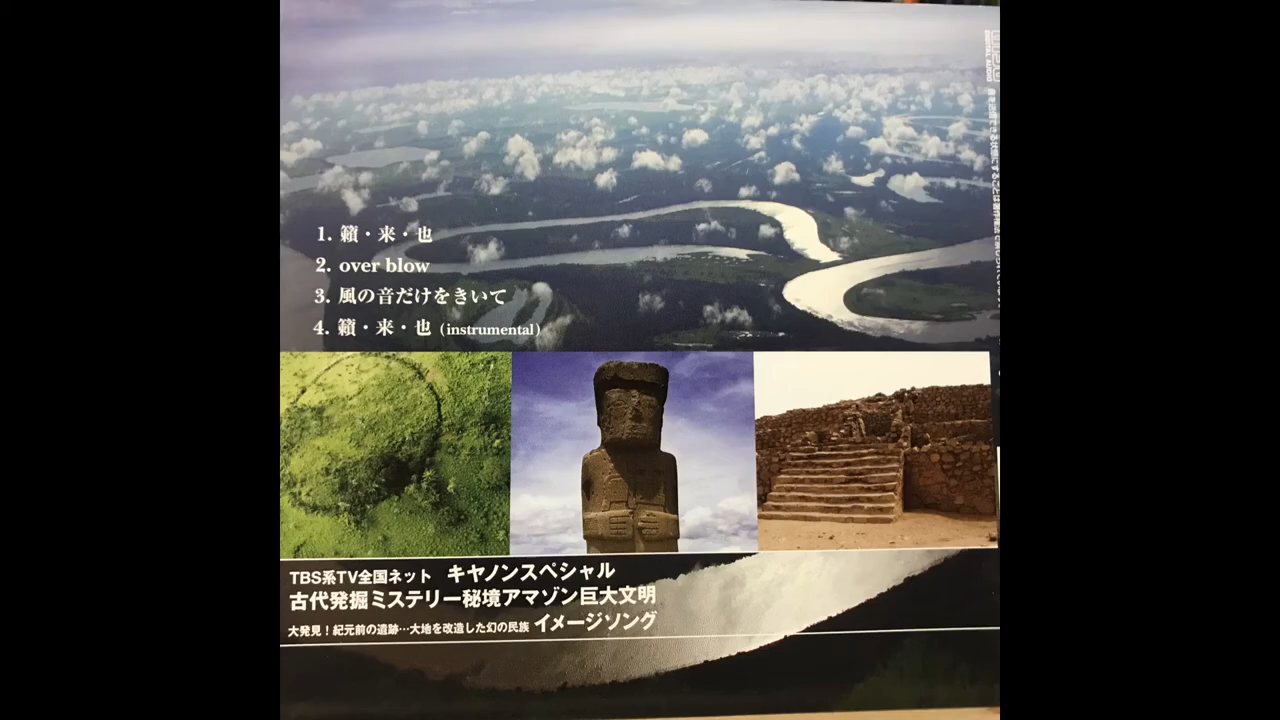 1. 籟・来・也
2. over blow
3. 風の音だけをきいて
4. 籟・来・也 (instrumental)
TBS系TV全国ネット キヤノンスペシャル
古代発掘ミステリー秘境アマゾン巨大文明
大発見!紀元前の遺跡…大地を改造した幻の民族 イメージソング
DIGITAL AUDIO